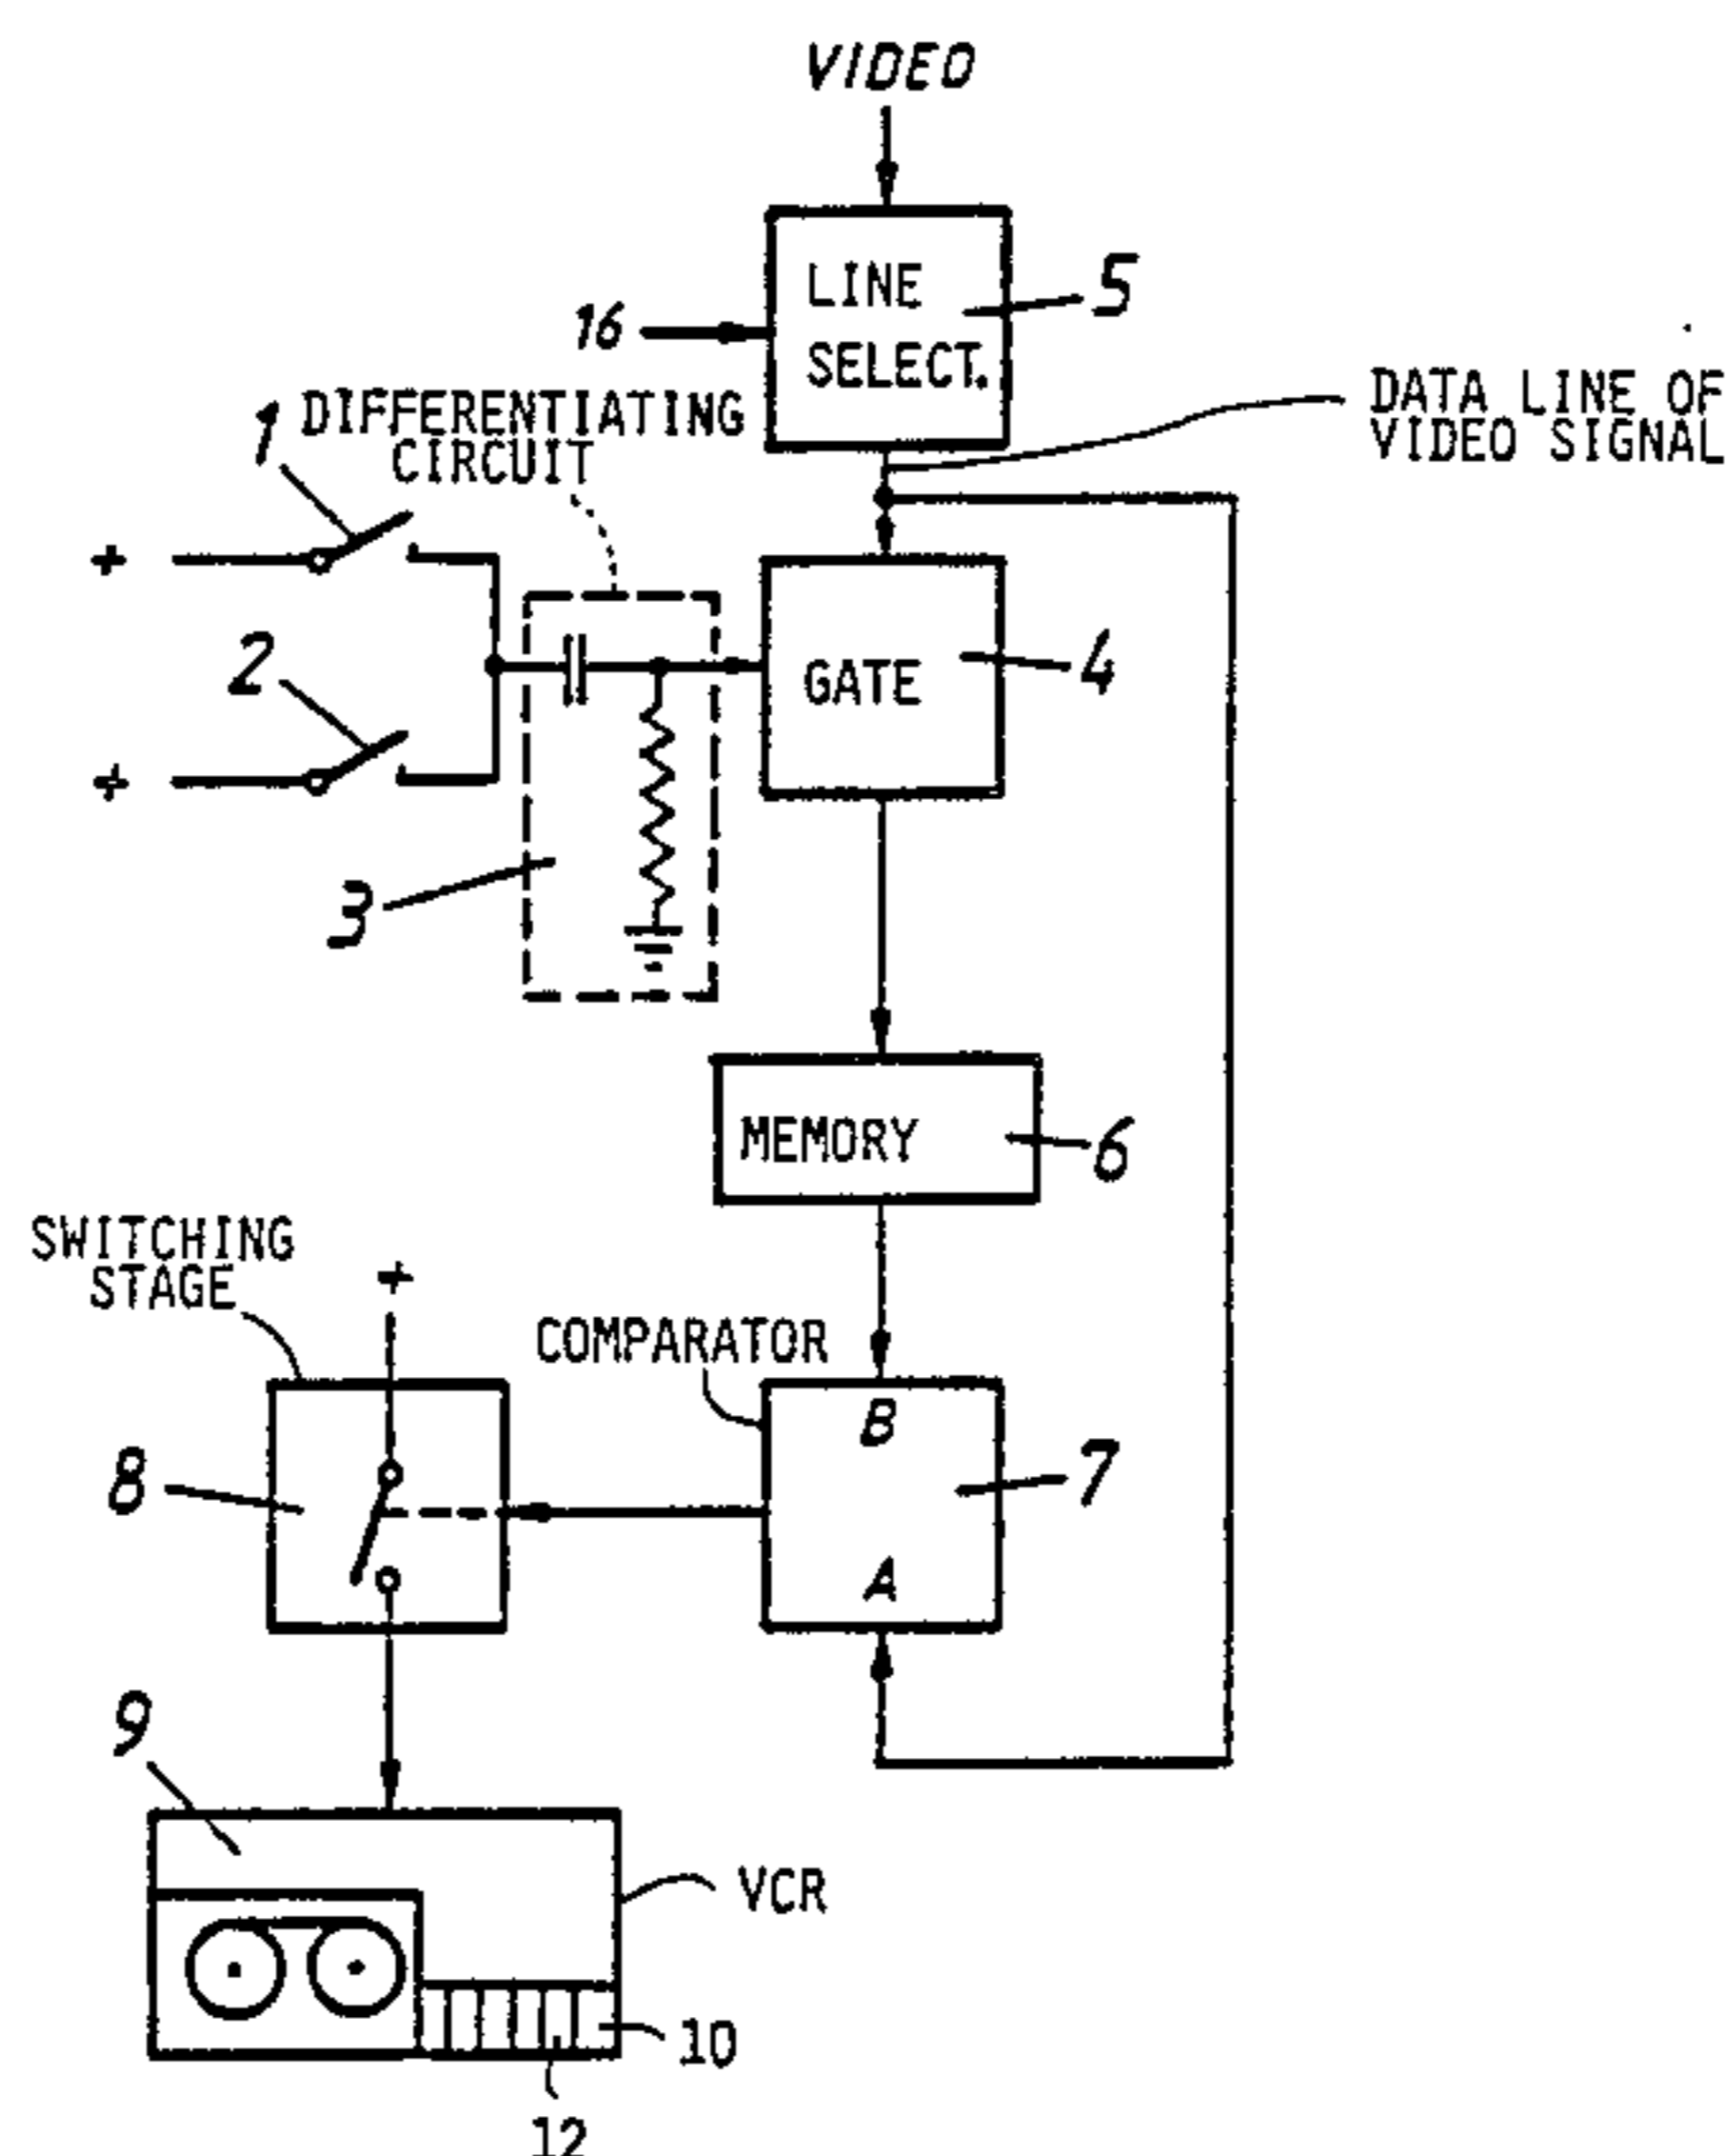 VIDEO
LINE
SELECT.
5
16
DATA LINE OF
VIDEO SIGNAL
1
DIFFERENTIATING
CIRCUIT
+
2
GATE
4
+
3
MEMORY
6
SWITCHING
STAGE
+
COMPARATOR
B
7
8
A
9
VCR
10
12